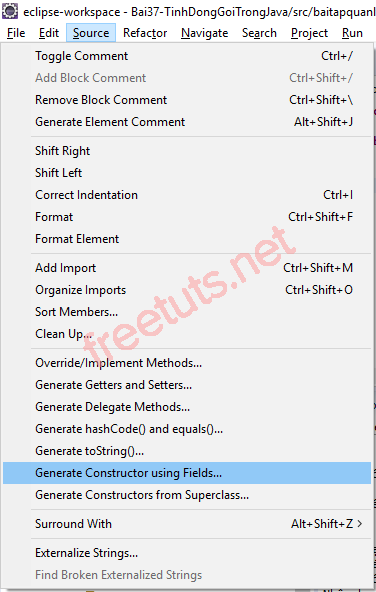 eclipse-workspace - Bai37-TinhDongGoiTrongJava/src/baitapquanl
File Edit Source Refactor Navigate Search Project Run
Toggle Comment Ctrl+/
Add Block Comment Ctrl+Shift+/
Remove Block Comment Ctrl+Shift+\
Generate Element Comment Alt+Shift+J
Shift Right
Shift Left
Correct Indentation Ctrl+I
Format Ctrl+Shift+F
Format Element
Add Import Ctrl+Shift+M
Organize Imports Ctrl+Shift+O
Sort Members...
Clean Up...
Override/Implement Methods...
Generate Getters and Setters...
Generate Delegate Methods...
Generate hashCode() and equals()...
Generate toString()...
Generate Constructor using Fields...
Generate Constructors from Superclass...
Surround With Alt+Shift+Z >
Externalize Strings...
Find Broken Externalized Strings
freetuts.net